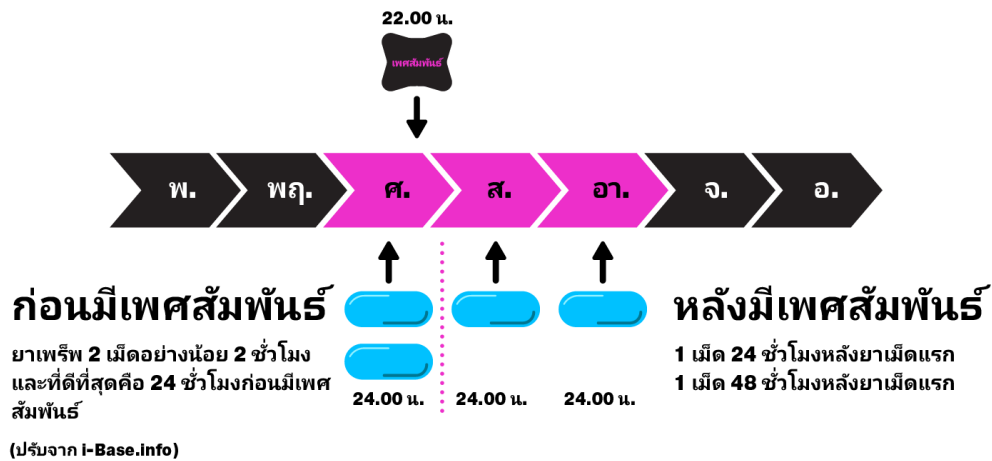 22.00 น.
เพศสัมพันธ์
พ.
พฤ.
ศ.
ส.
อา.
จ.
อ.
ก่อนมีเพศสัมพันธ์
ยาเพร็พ 2 เม็ดอย่างน้อย 2 ชั่วโมง
และที่ดีที่สุดคือ 24 ชั่วโมงก่อนมีเพศ
สัมพันธ์
(ปรับจาก i-Base.info)
24.00 น.
24.00 น.
24.00 น.
หลังมีเพศสัมพันธ์
1 เม็ด 24 ชั่วโมงหลังยาเม็ดแรก
1 เม็ด 48 ชั่วโมงหลังยาเม็ดแรก